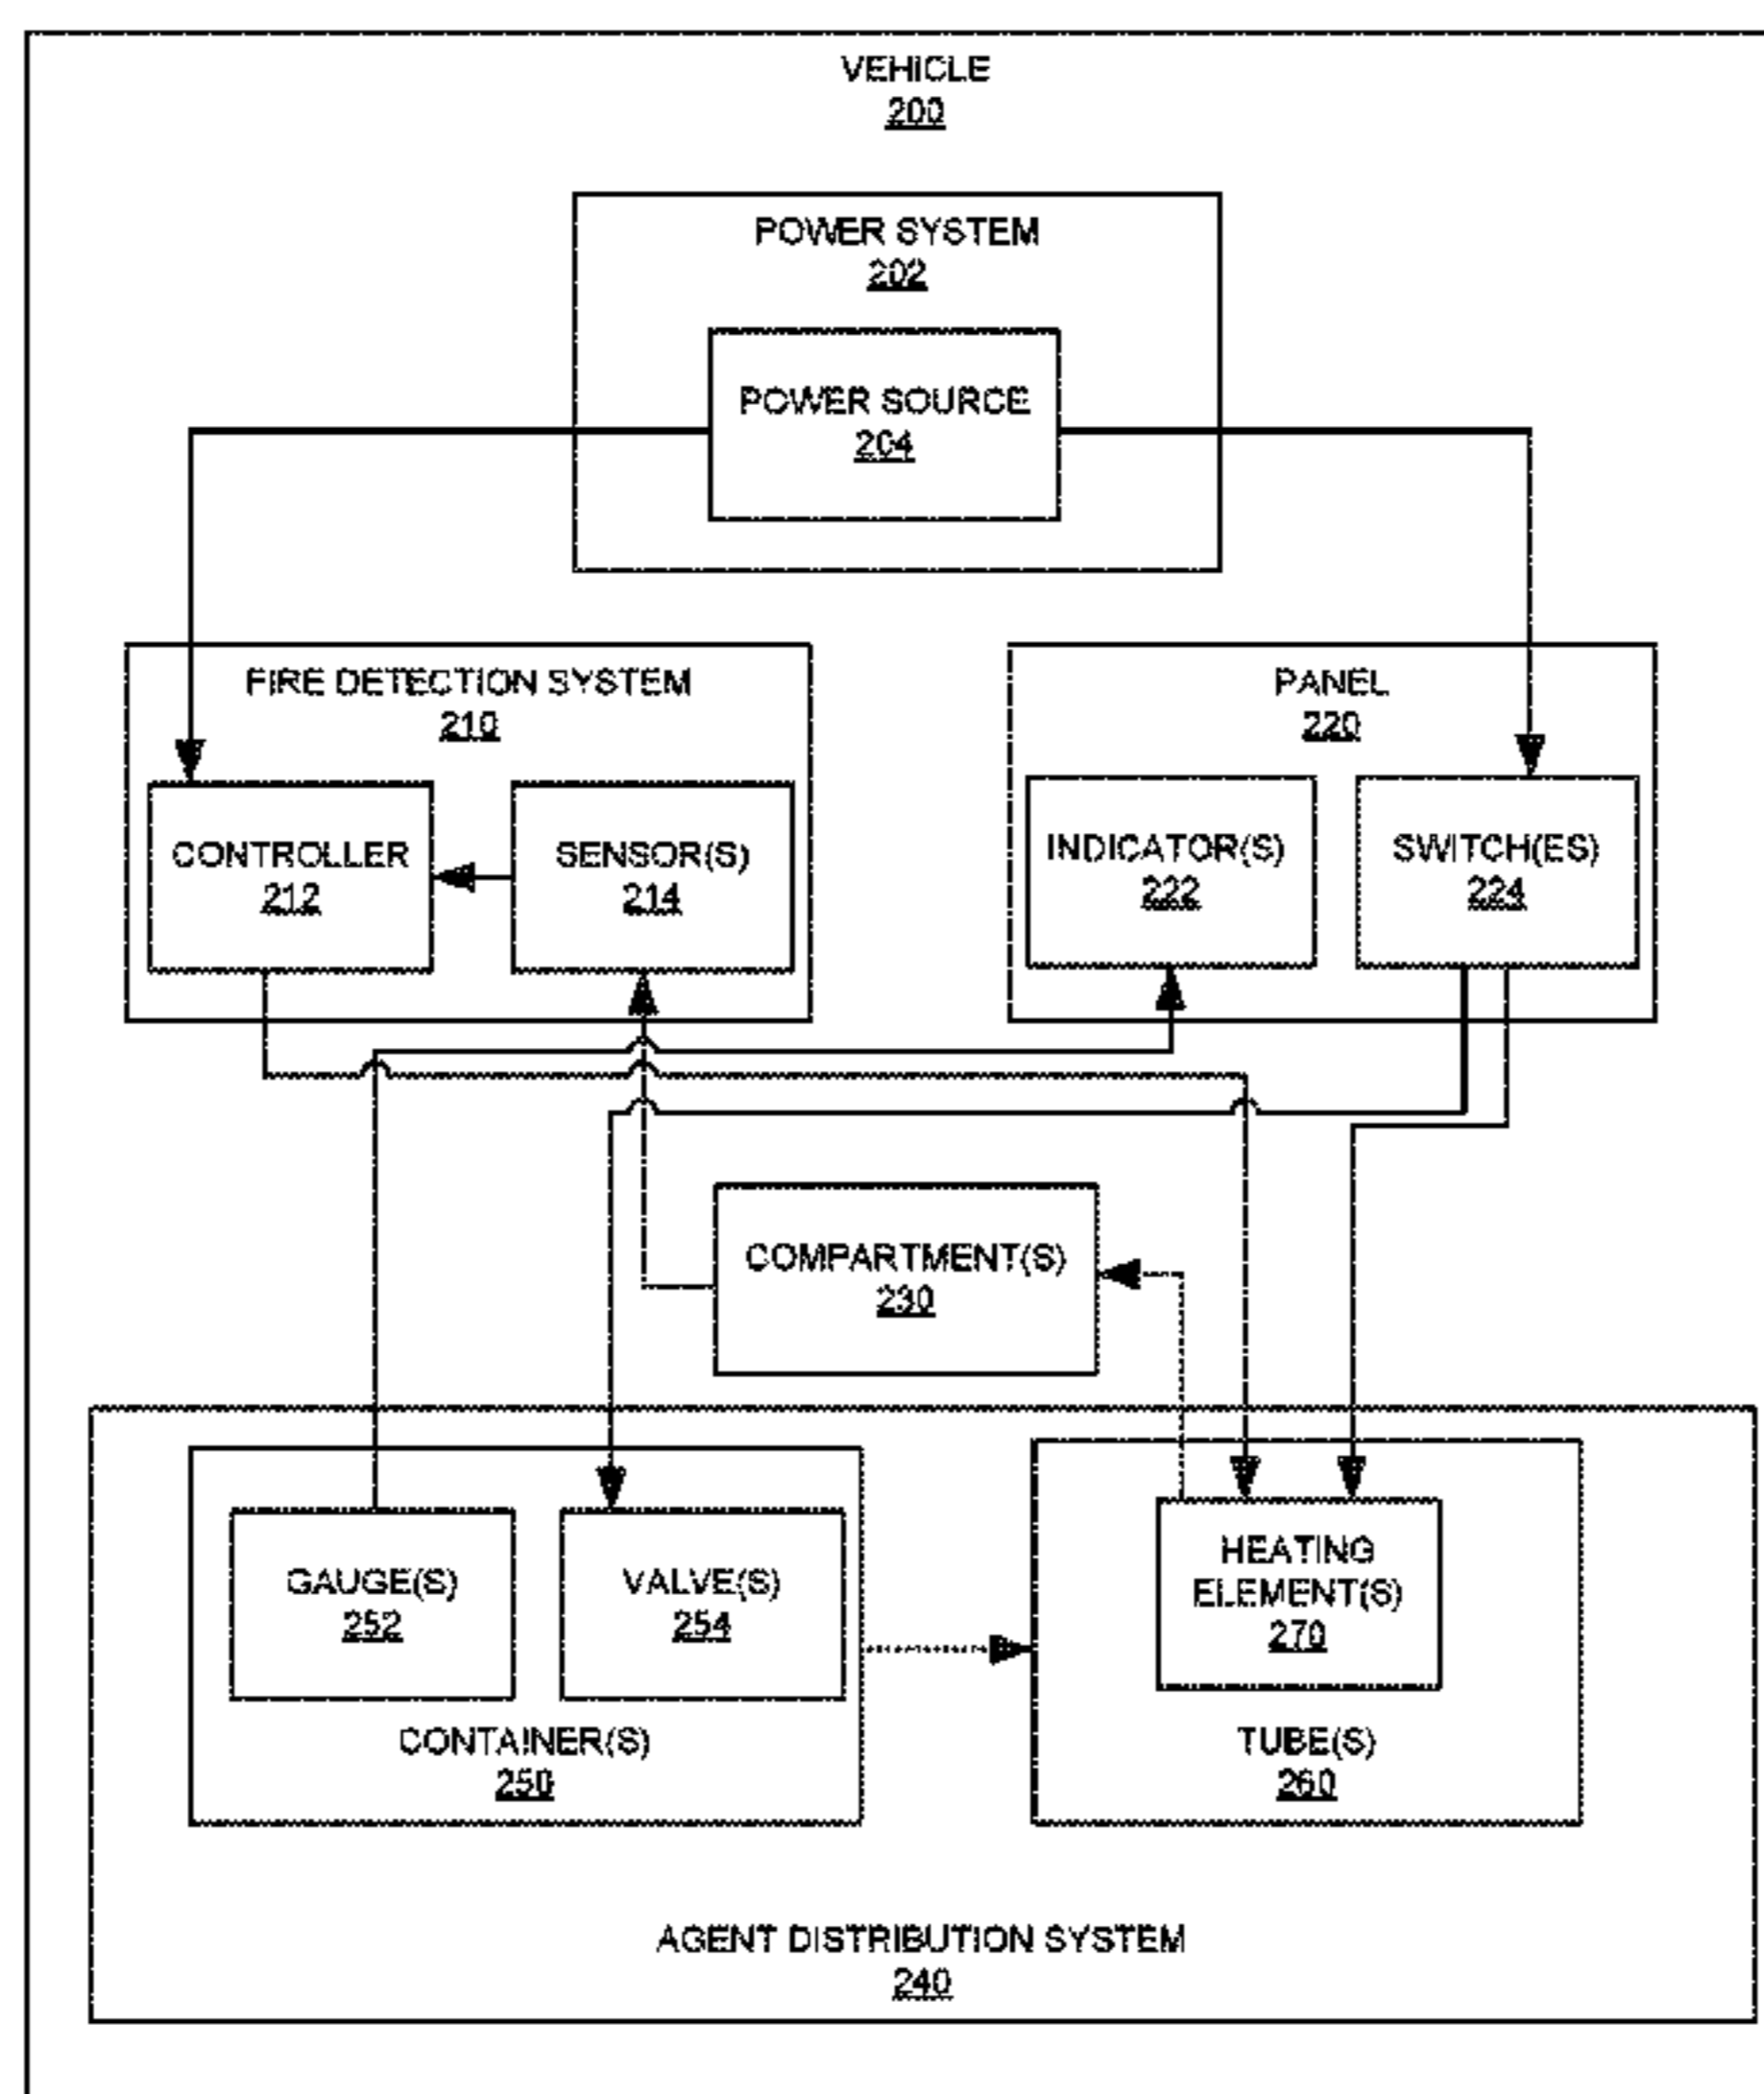 VEHICLE
200
POWER SYSTEM
202
POWER SOURCE
204
FIRE DETECTION SYSTEM
210
CONTROLLER
212
SENSOR(S)
214
PANEL
220
INDICATOR(S)
222
SWITCH(ES)
224
COMPARTMENT(S)
230
GAUGE(S)
252
VALVE(S)
254
CONTAINER(S)
250
HEATING
ELEMENT(S)
270
TUBE(S)
260
AGENT DISTRIBUTION SYSTEM
240